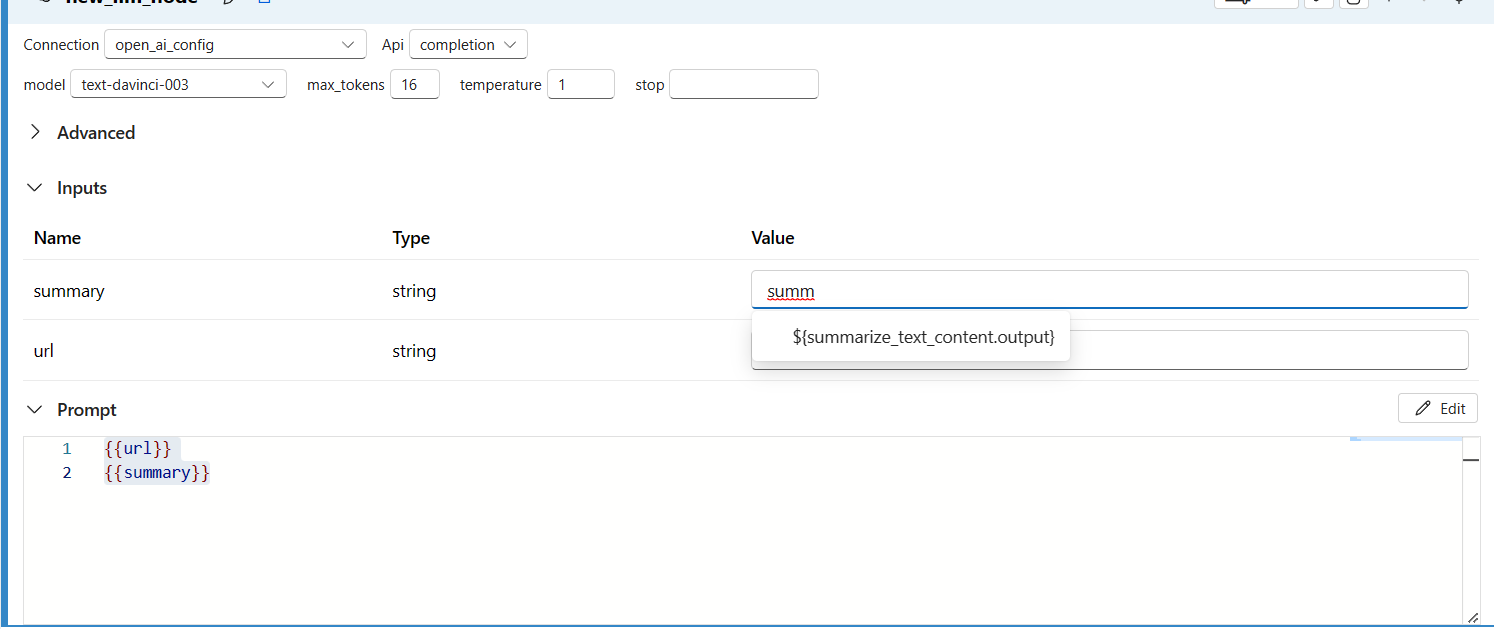 new_llm_node
Connection open_ai_config Api completion
model text-davinci-003 max_tokens 16 temperature 1 stop
Advanced
Inputs
Name Type Value
summary string summ
${summarize_text_content.output}
url string
Prompt Edit
1 {{url}}
2 {{summary}}